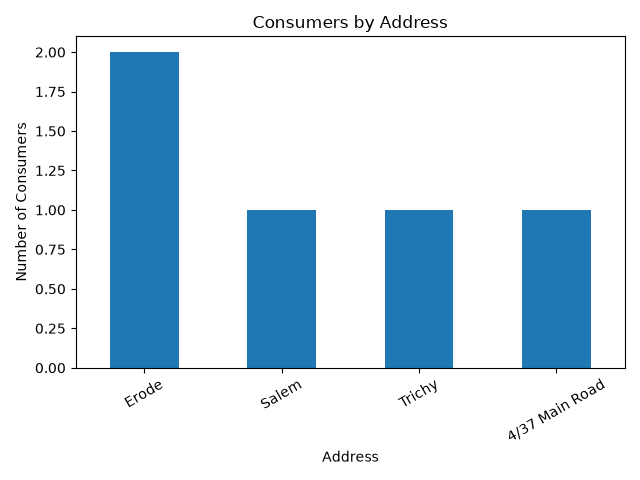 Consumers by Address
Number of Consumers
2.00
1.75
1.50
1.25
1.00
0.75
0.50
0.25
0.00
Erode
Salem
Trichy
4/37 Main Road
Address